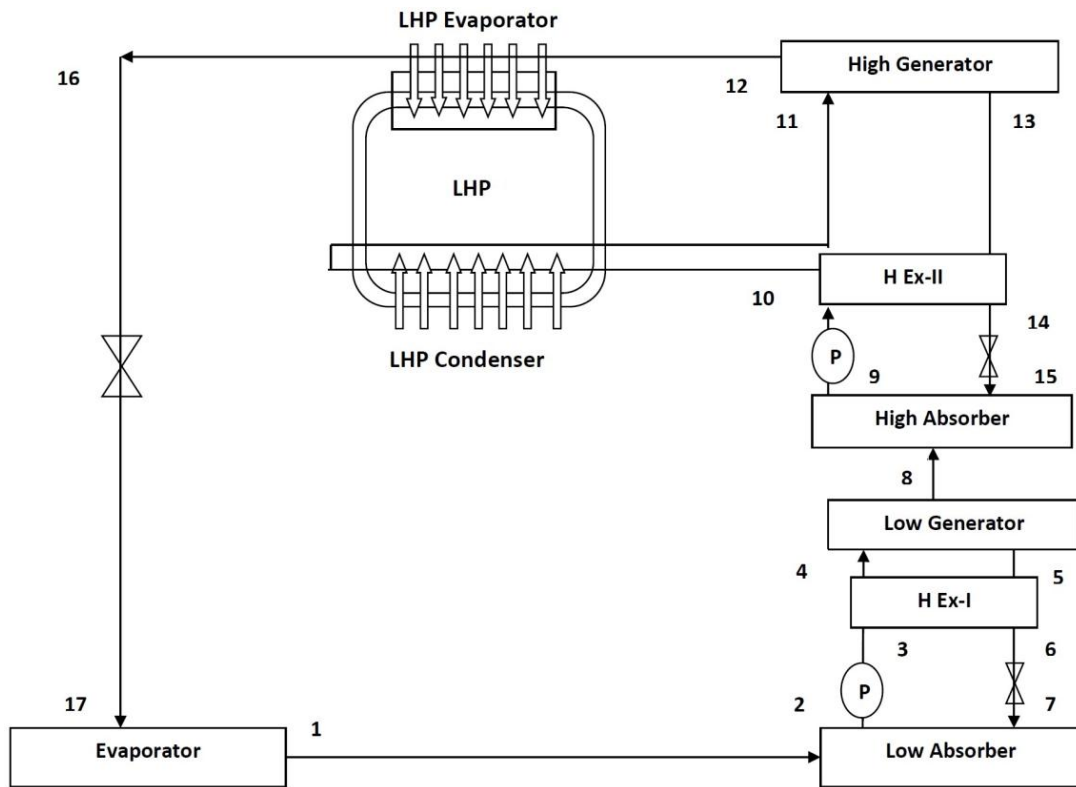 LHP Evaporator
16
12
High Generator
11
13
LHP
H Ex-II
10
14
LHP Condenser
P
9
15
High Absorber
8
Low Generator
4
5
H Ex-I
3
6
P
17
2
7
1
Evaporator
Low Absorber